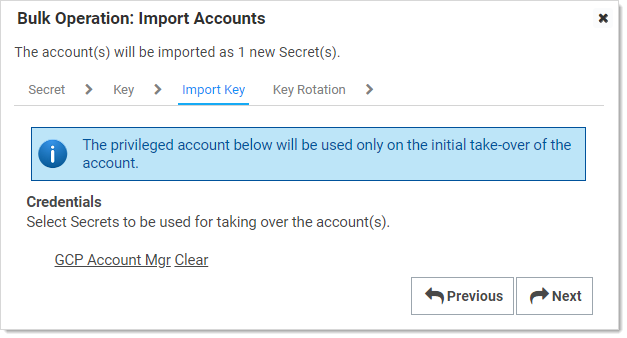 Bulk Operation: Import Accounts
The account(s) will be imported as 1 new Secret(s).
Secret Key Import Key Key Rotation
The privileged account below will be used only on the initial take-over of the
account.
Credentials
Select Secrets to be used for taking over the account(s).
GCP Account Mgr Clear
Previous Next